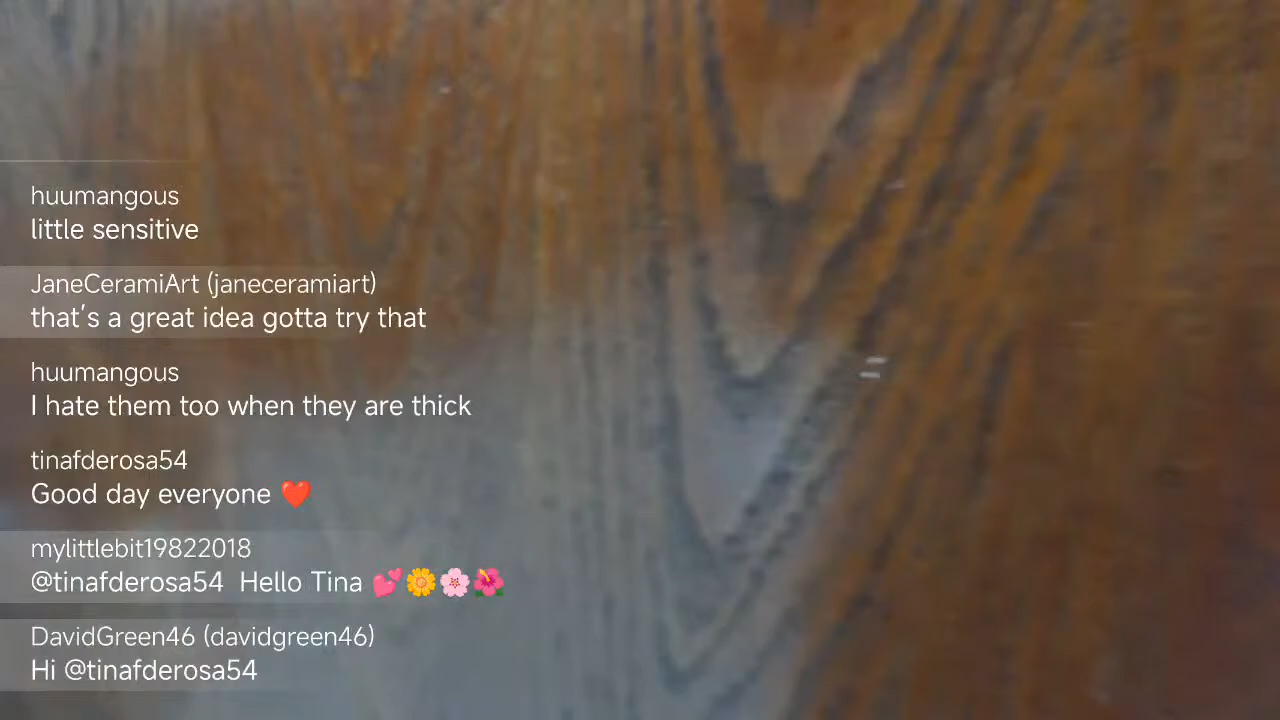 huumangous
little sensitive
JaneCeramiArt (janeceramiart)
that's a great idea gotta try that
huumangous
I hate them too when they are thick
tinafderosa54
Good day everyone ❤️
mylittlebit19822018
@tinafderosa54 Hello Tina 💕🌼🌸🌺
DavidGreen46 (davidgreen46)
Hi @tinafderosa54